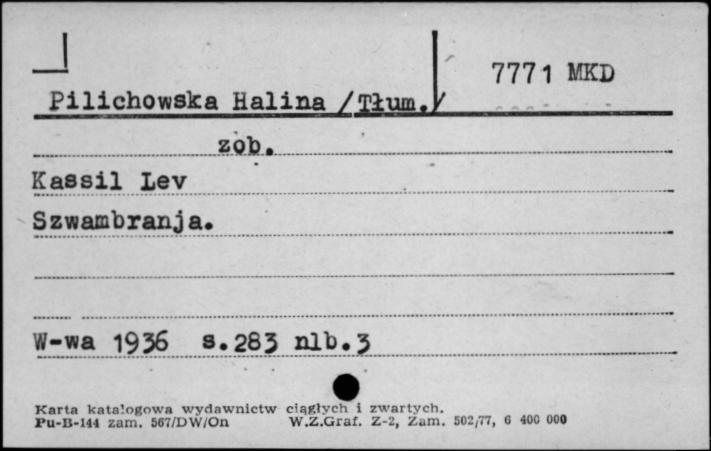 7771 MKD
Pilichowska Halina /Tłum./
zob.
Kassil Lev
Szwambranja.
W-wa 1936 s.283 nlb.3
Karta katalogowa wydawnictw ciągłych i zwartych.
Pu-B-144 zam. 567/DW/On W.Z.Graf. Z-2, Zam. 502/77, 6 400 000